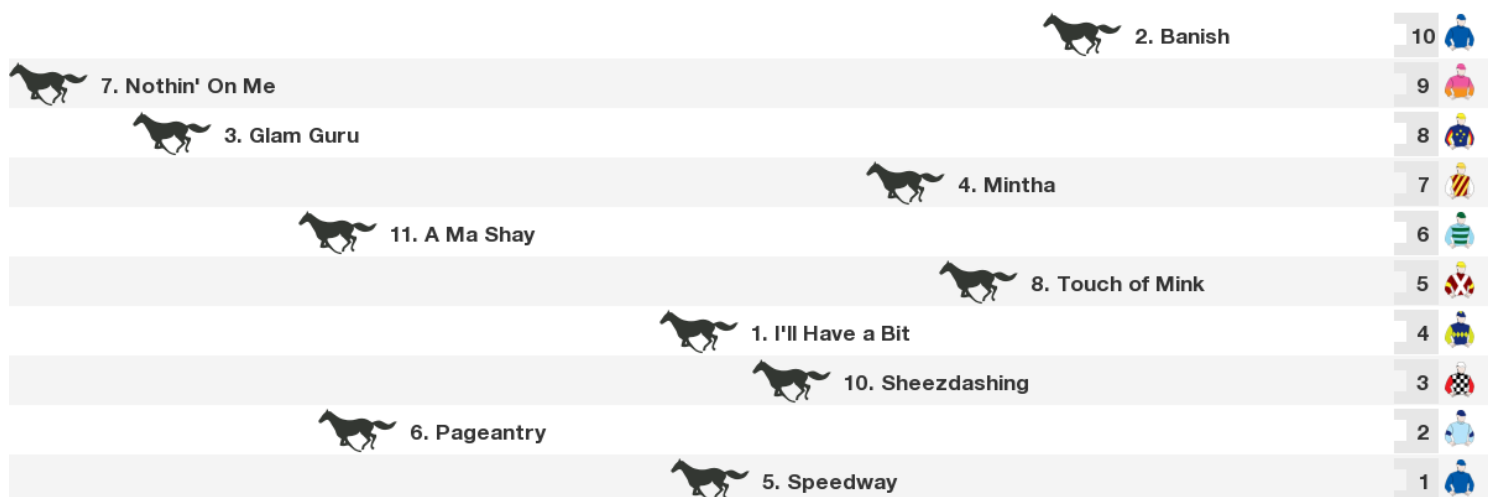 2. Banish 10
7. Nothin' On Me 9
3. Glam Guru 8
4. Mintha 7
11. A Ma Shay 6
8. Touch of Mink 5
1. I'll Have a Bit 4
10. Sheezdashing 3
6. Pageantry 2
5. Speedway 1